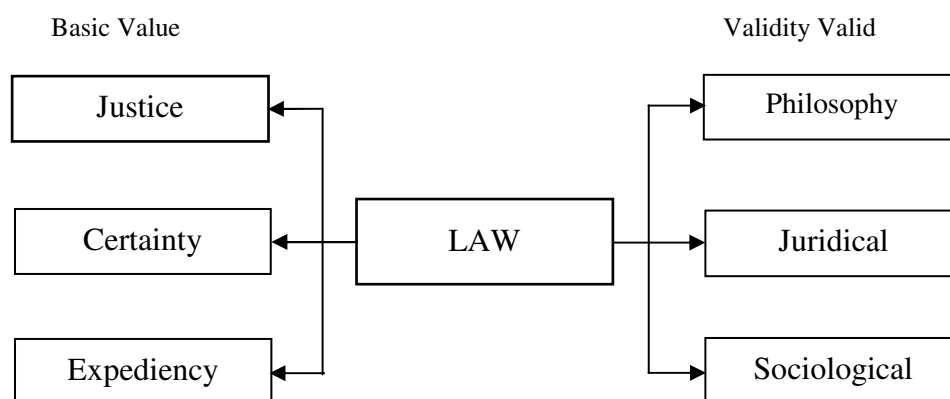 Basic Value
Validity Valid
Justice
Philosophy
Certainty
LAW
Juridical
Expediency
Sociological